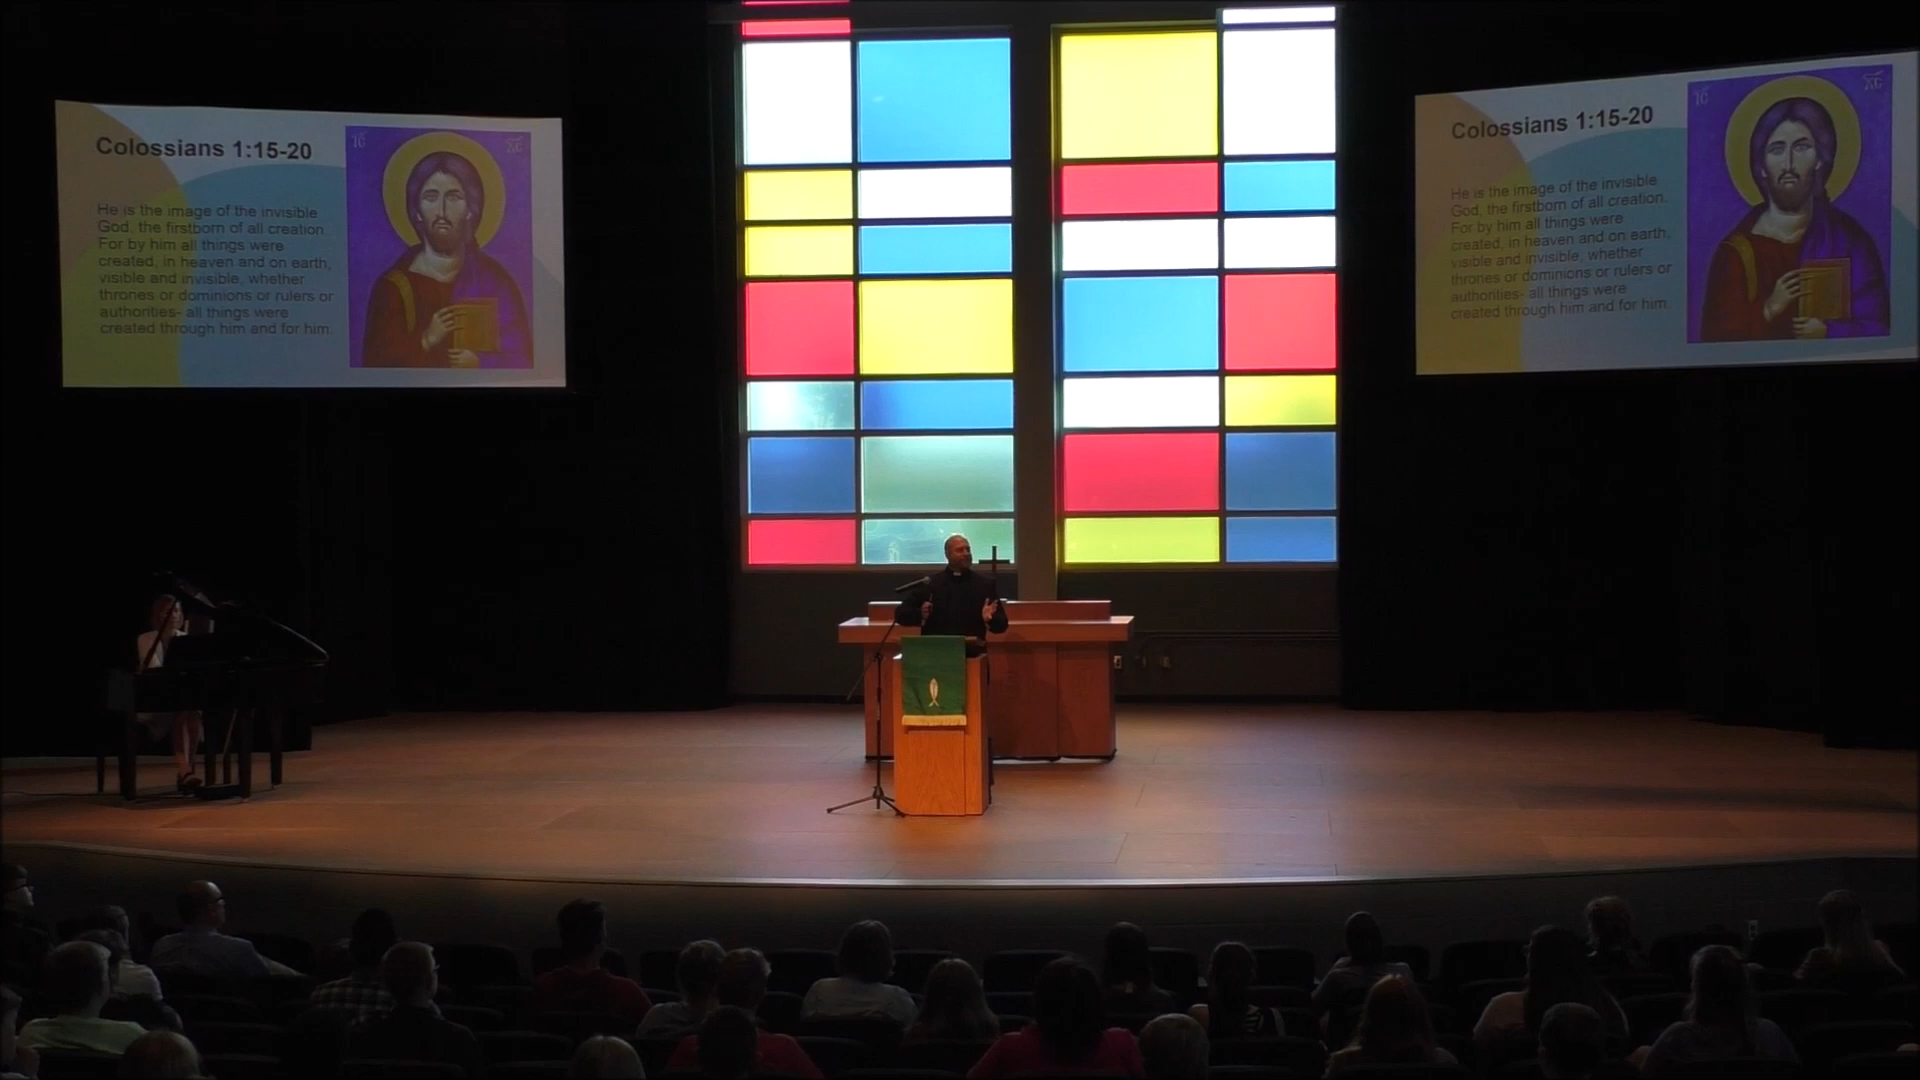 Colossians 1:15-20
He is the image of the invisible
God, the firstborn of all creation.
For by him all things were
created, in heaven and on earth,
visible and invisible, whether
thrones or dominions or rulers or
authorities- all things were
created through him and for him.
IC
XC
Colossians 1:15-20
He is the image of the invisible
God, the firstborn of all creation.
For by him all things were
created, in heaven and on earth,
visible and invisible, whether
thrones or dominions or rulers or
authorities- all things were
created through him and for him.
IC
XC